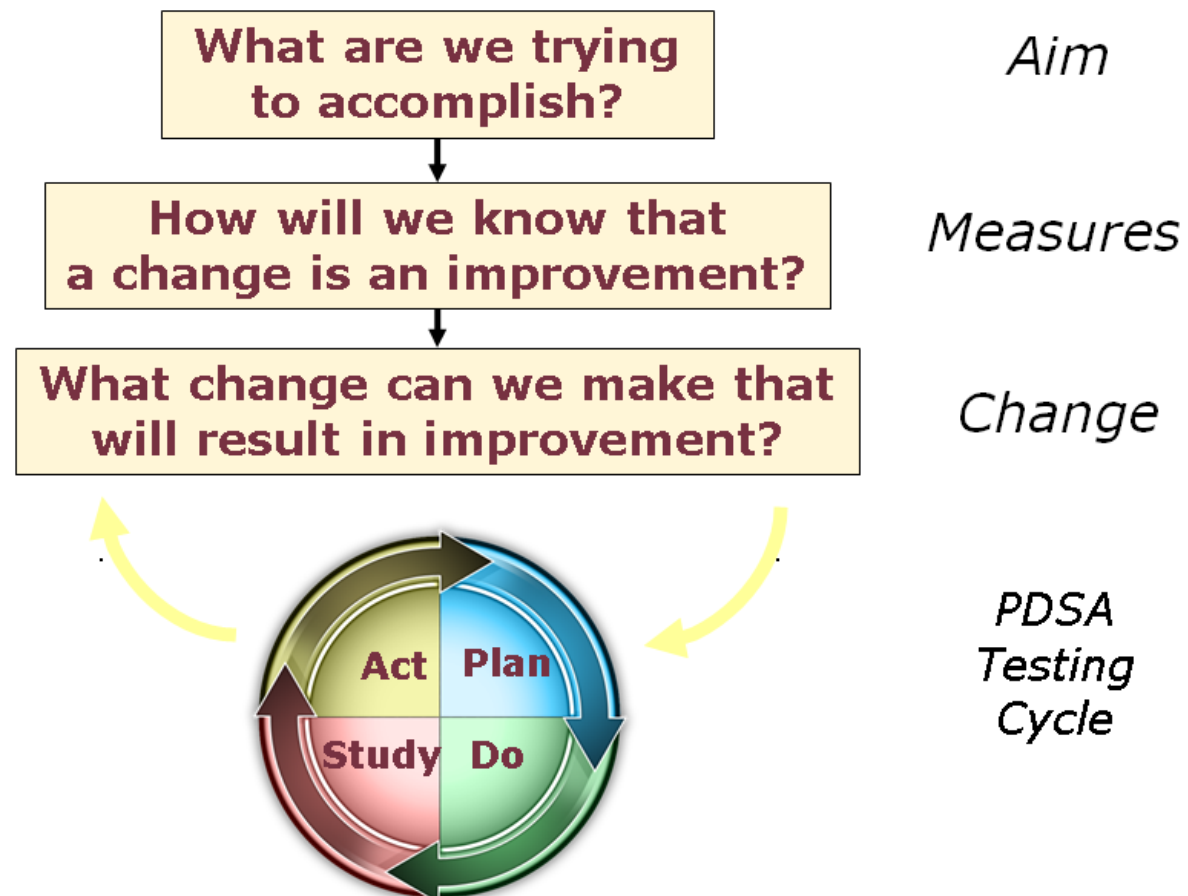 What are we trying
to accomplish?
Aim
How will we know that
a change is an improvement?
Measures
What change can we make that
will result in improvement?
Change
Act
Plan
Study
Do
PDSA
Testing
Cycle